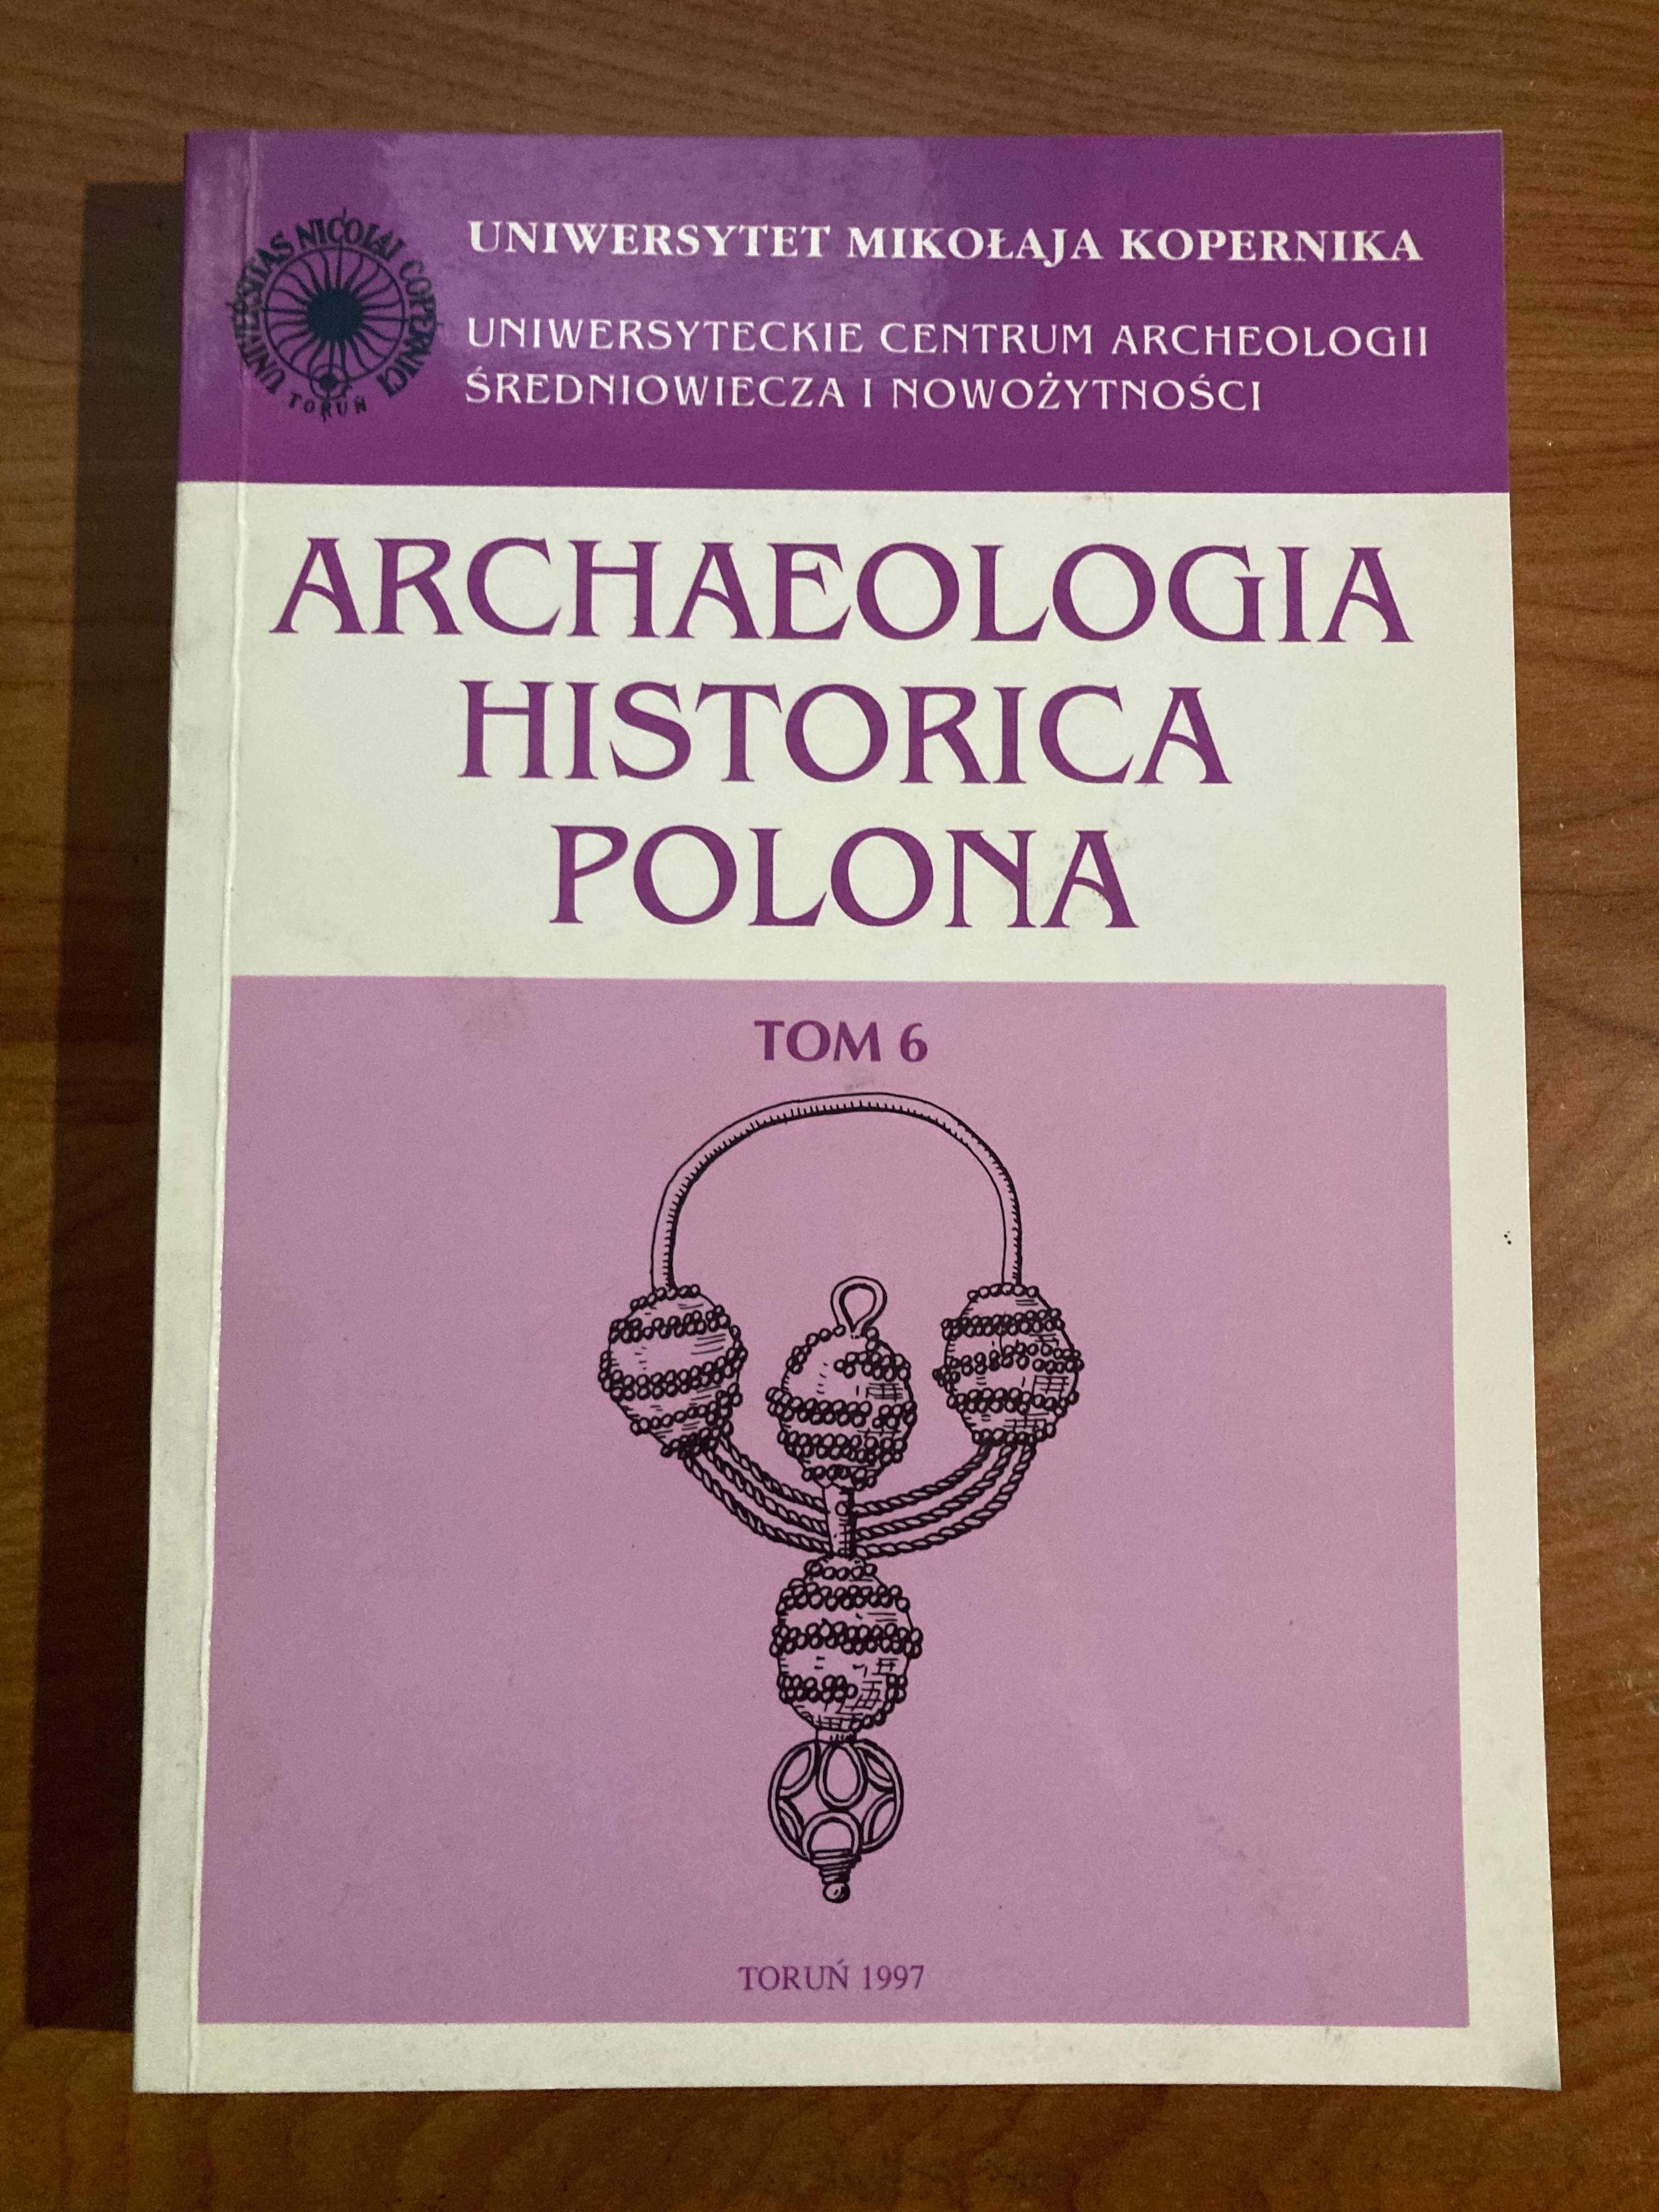 UNIVERSITAS NICOLAI COPERNICI
TORUŃ
UNIWERSYTET MIKOŁAJA KOPERNIKA
UNIWERSYTECKIE CENTRUM ARCHEOLOGII
ŚREDNIOWIECZA I NOWOŻYTNOŚCI
ARCHAEOLOGIA
HISTORICA
POLONA
TOM 6
TORUŃ 1997